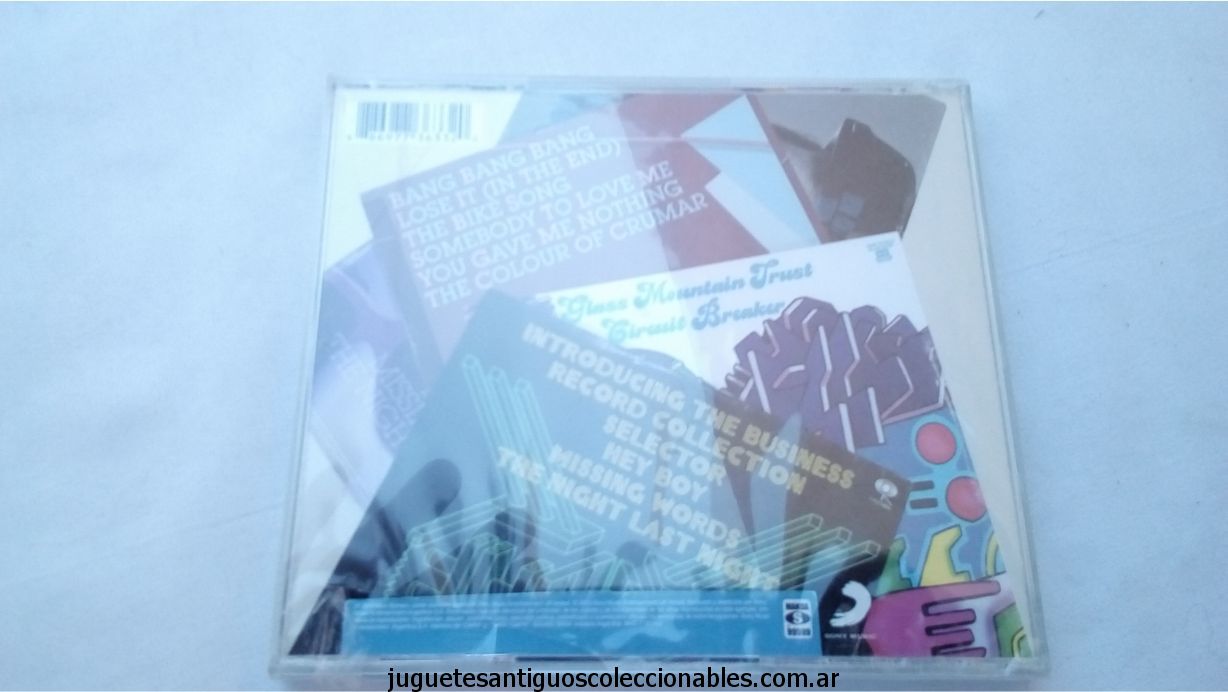 BANG BANG BANG
LOSE IT (IN THE END)
THE BIKE SONG
SOMEBODY TO LOVE ME
YOU GAVE ME NOTHING
THE COLOUR OF CRUMAR
Glass Mountain Trust
Circuit Breaker
INTRODUCING THE BUSINESS
RECORD COLLECTION
SELECTOR
HEY BOY
MISSING WORDS
THE NIGHT LAST NIGHT
SONY MUSIC
juguetesantiguoscoleccionables.com.ar